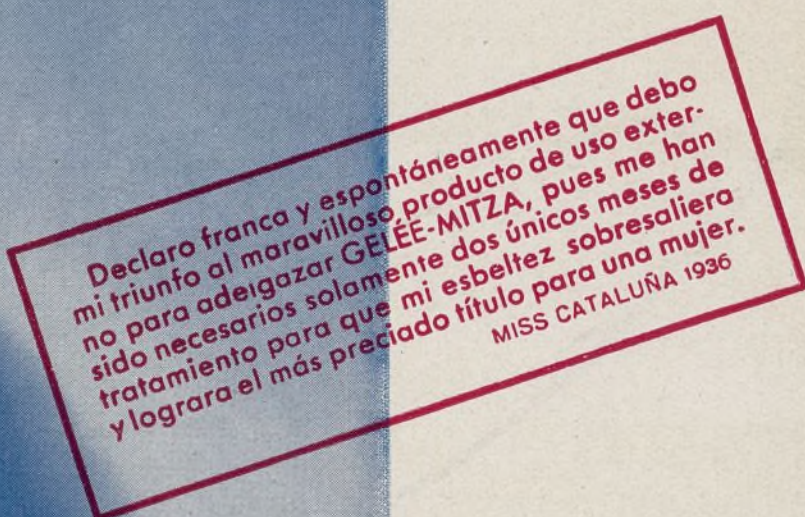 Declaro franca y espontáneamente que debo
mi triunfo al maravilloso producto de uso exter-
no para adelgazar GELÉE-MITZA, pues me han
sido necesarios solamente dos únicos meses de
tratamiento para que mi esbeltez sobresaliera
y lograra el más preciado título para una mujer.
MISS CATALUÑA 1936